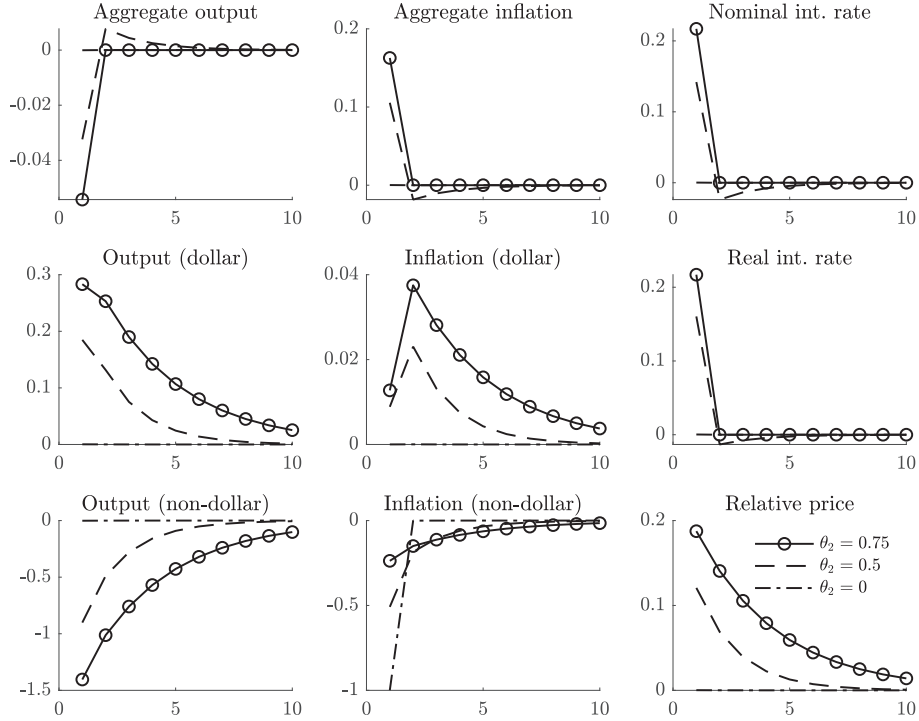 Aggregate output
Aggregate inflation
Nominal int. rate
0
-0.02
-0.04
0 5 10
0.2
0.1
0
0 5 10
0.2
0.1
0
0 5 10
Output (dollar)
Inflation (dollar)
Real int. rate
0.3
0.2
0.1
0
0 5 10
0.04
0.02
0
0 5 10
0.2
0.1
0
0 5 10
Output (non-dollar)
Inflation (non-dollar)
Relative price
0
-0.5
-1
-1.5
0 5 10
0
-0.5
-1
0 5 10
0.2
0.1
0
0 5 10
θ₂ = 0.75
θ₂ = 0.5
θ₂ = 0